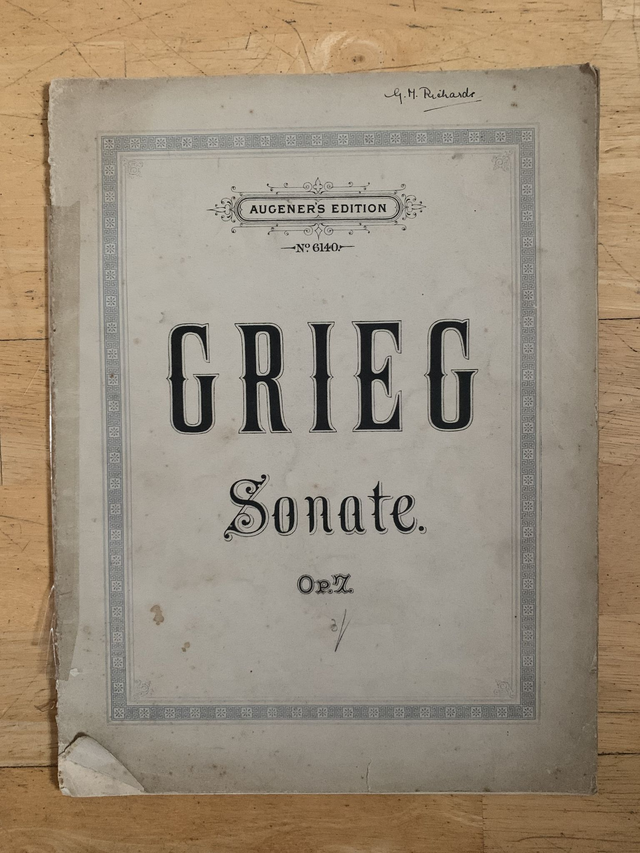 G. H. Richards
AUGENER'S EDITION
No 6140.
GRIEG
Sonate.
Op. 7.